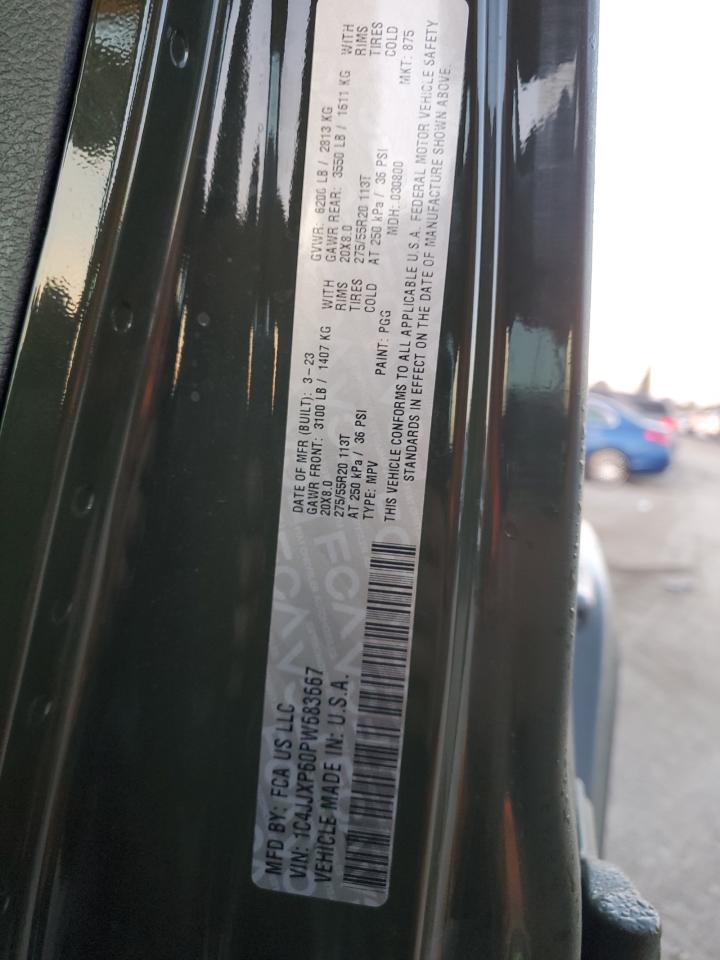 MFD BY: FCA US LLC
VIN: 1C4JJXP60PW583667
VEHICLE MADE IN: U.S.A.
DATE OF MFR (BUILT): 3-23
GAWR FRONT: 3100 LB / 1407 KG WITH
20X8.0 RIMS
275/55R20 113T TIRES
AT 250 kPa / 36 PSI COLD
TYPE: MPV PAINT: PGG
GVWR: 6200 LB / 2813 KG
GAWR REAR: 3550 LB / 1611 KG WITH
20X8.0 RIMS
275/55R20 113T TIRES
AT 250 kPa / 36 PSI COLD
MDH: 030800 MKT: 875
THIS VEHICLE CONFORMS TO ALL APPLICABLE U.S.A. FEDERAL MOTOR VEHICLE SAFETY
STANDARDS IN EFFECT ON THE DATE OF MANUFACTURE SHOWN ABOVE.
FCA